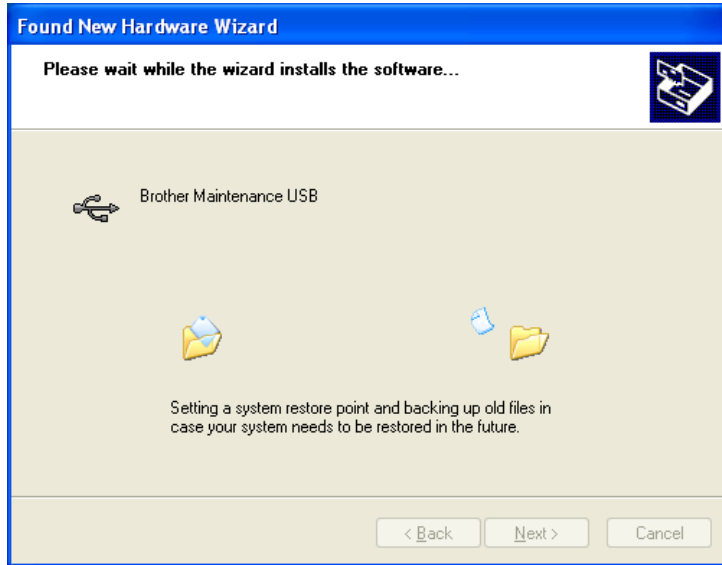 Found New Hardware Wizard
Please wait while the wizard installs the software...
Brother Maintenance USB
Setting a system restore point and backing up old files in
case your system needs to be restored in the future.
< Back
Next >
Cancel